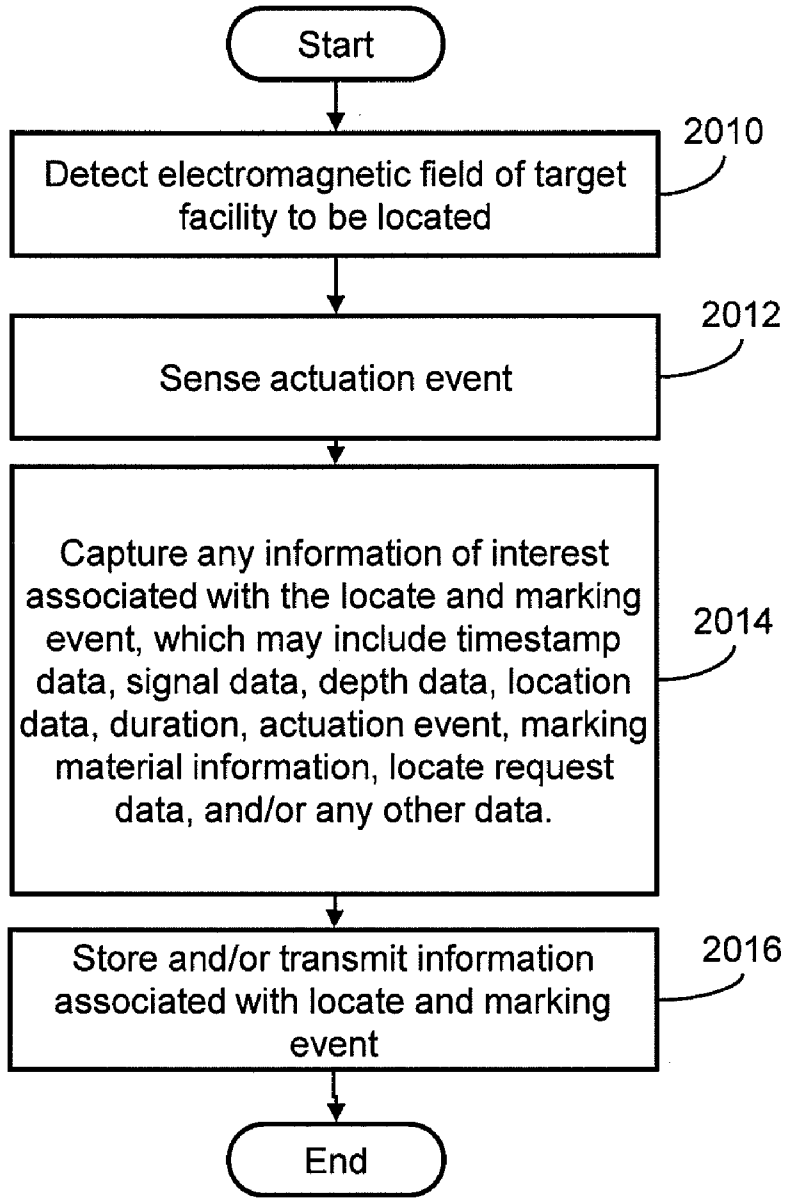 Start
2010
Detect electromagnetic field of target
facility to be located
2012
Sense actuation event
Capture any information of interest
associated with the locate and marking
event, which may include timestamp
data, signal data, depth data, location
data, duration, actuation event, marking
material information, locate request
data, and/or any other data.
2014
Store and/or transmit information
associated with locate and marking
event
2016
End